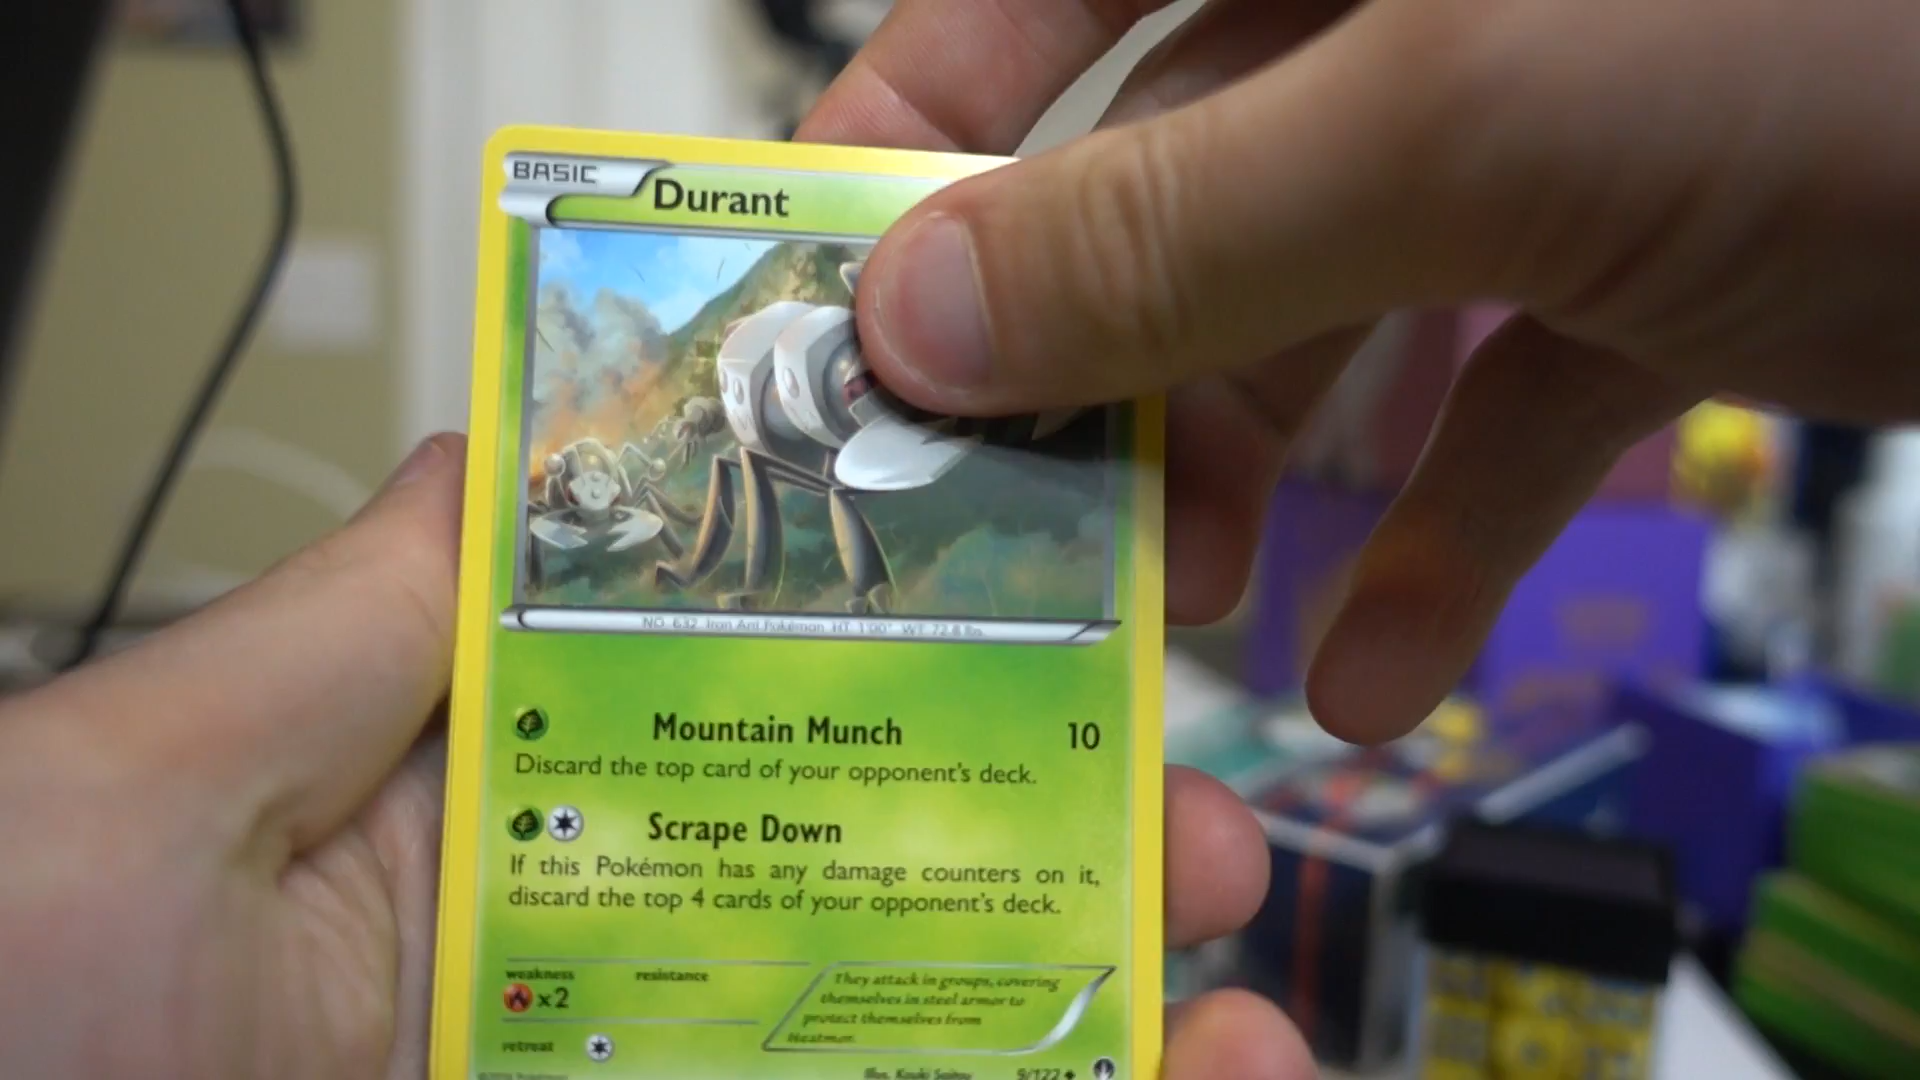 BASIC
Durant
NO. 632 Iron Ant Pokémon HT: 1'00" WT: 72.8 lbs.
Mountain Munch 10
Discard the top card of your opponent's deck.
Scrape Down
If this Pokémon has any damage counters on it,
discard the top 4 cards of your opponent's deck.
weakness resistance
x2
They attack in groups, covering
themselves in steel armor to
protect themselves from
Heatmor.
retreat
Illus. Kouki Saitou 9/122